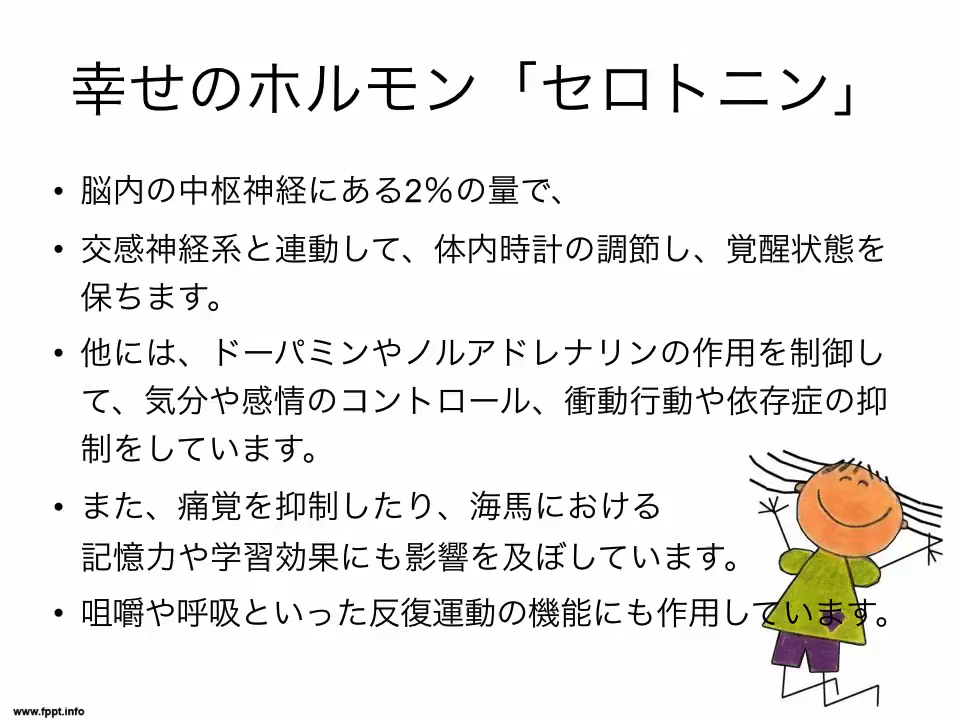 幸せのホルモン「セロトニン」
• 脳内の中枢神経にある2%の量で、
• 交感神経系と連動して、体内時計の調節し、覚醒状態を
保ちます。
• 他には、ドーパミンやノルアドレナリンの作用を制御し
て、気分や感情のコントロール、衝動行動や依存症の抑
制をしています。
• また、痛覚を抑制したり、海馬における
記憶力や学習効果にも影響を及ぼしています。
• 咀嚼や呼吸といった反復運動の機能にも作用しています。
www.fppt.info